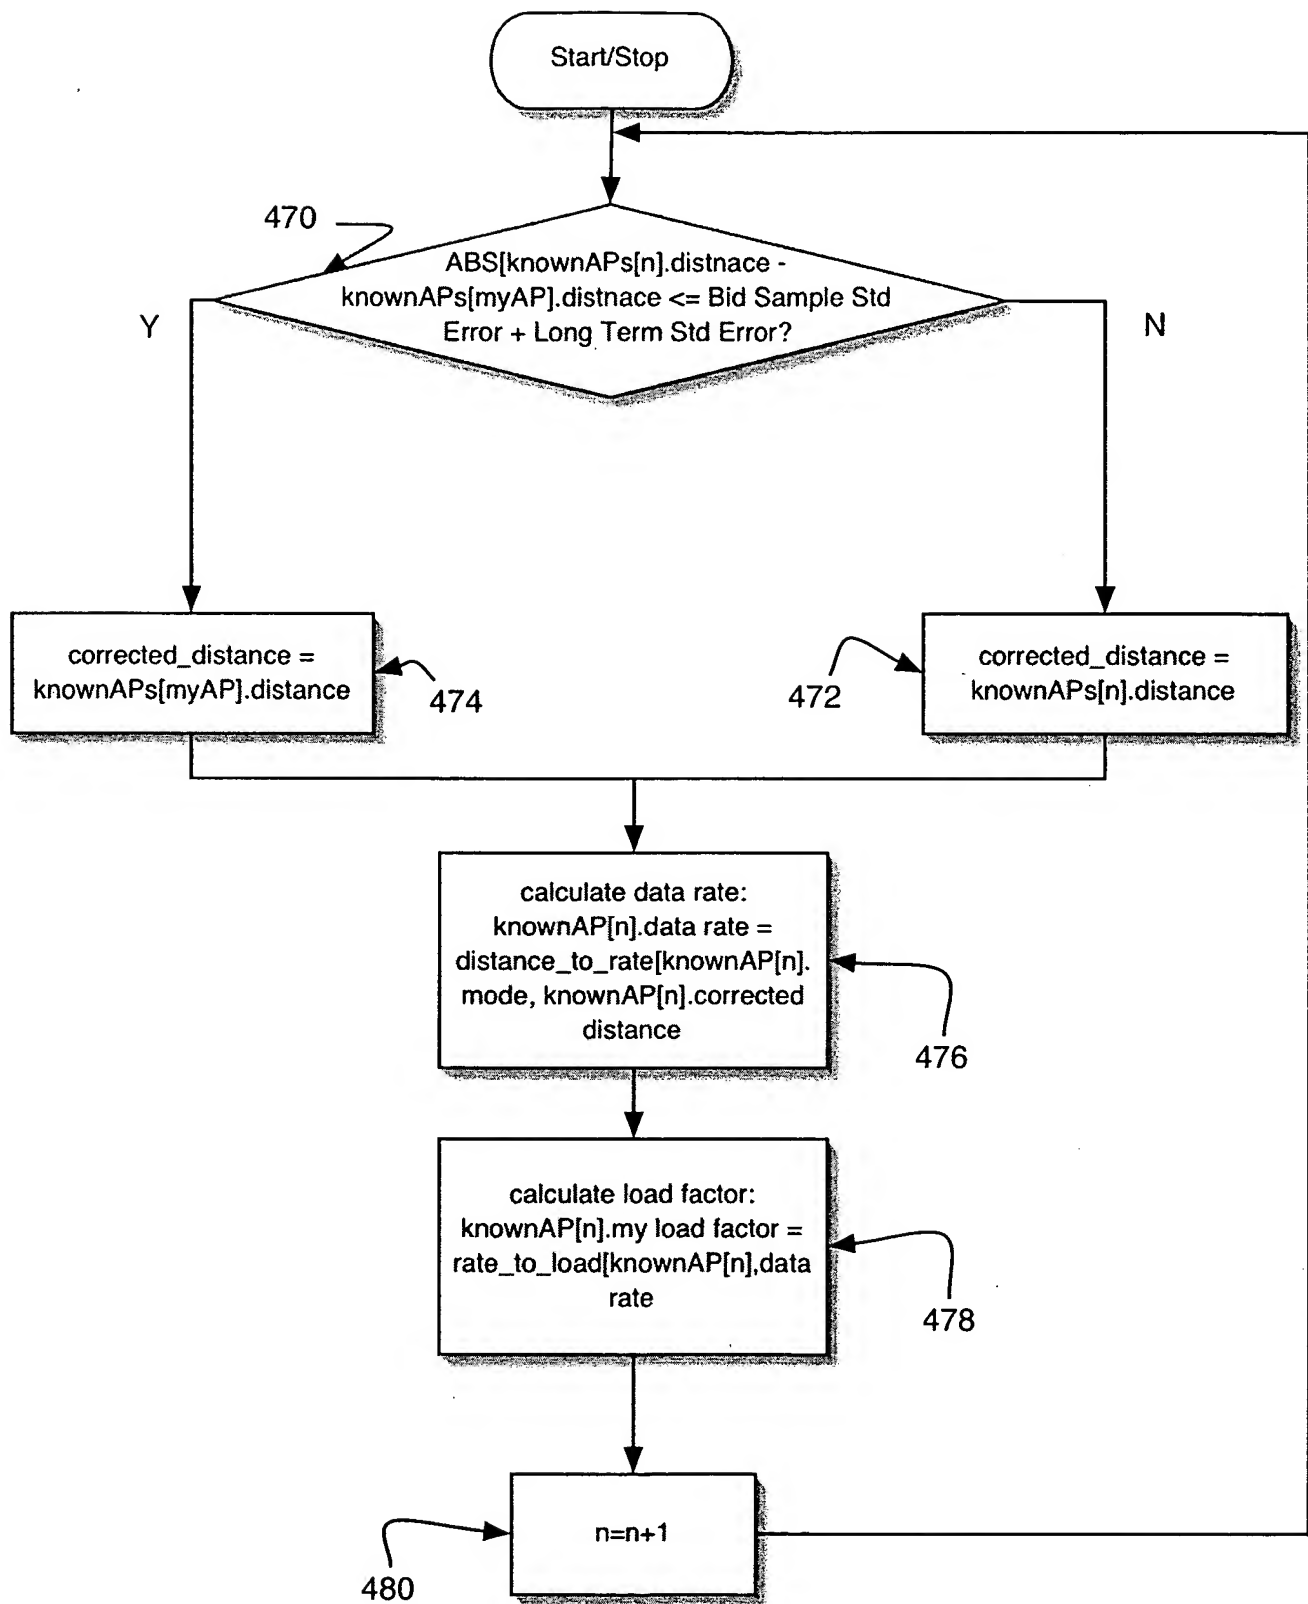 Start/Stop
470
ABS[knownAPs[n].distnace -
knownAPs[myAP].distnace <= Bid Sample Std
Error + Long Term Std Error?
Y
N
corrected_distance =
knownAPs[myAP].distance
474
472
corrected_distance =
knownAPs[n].distance
calculate data rate:
knownAP[n].data rate =
distance_to_rate[knownAP[n].
mode, knownAP[n].corrected
distance
476
calculate load factor:
knownAP[n].my load factor =
rate_to_load[knownAP[n],data
rate
478
n=n+1
480